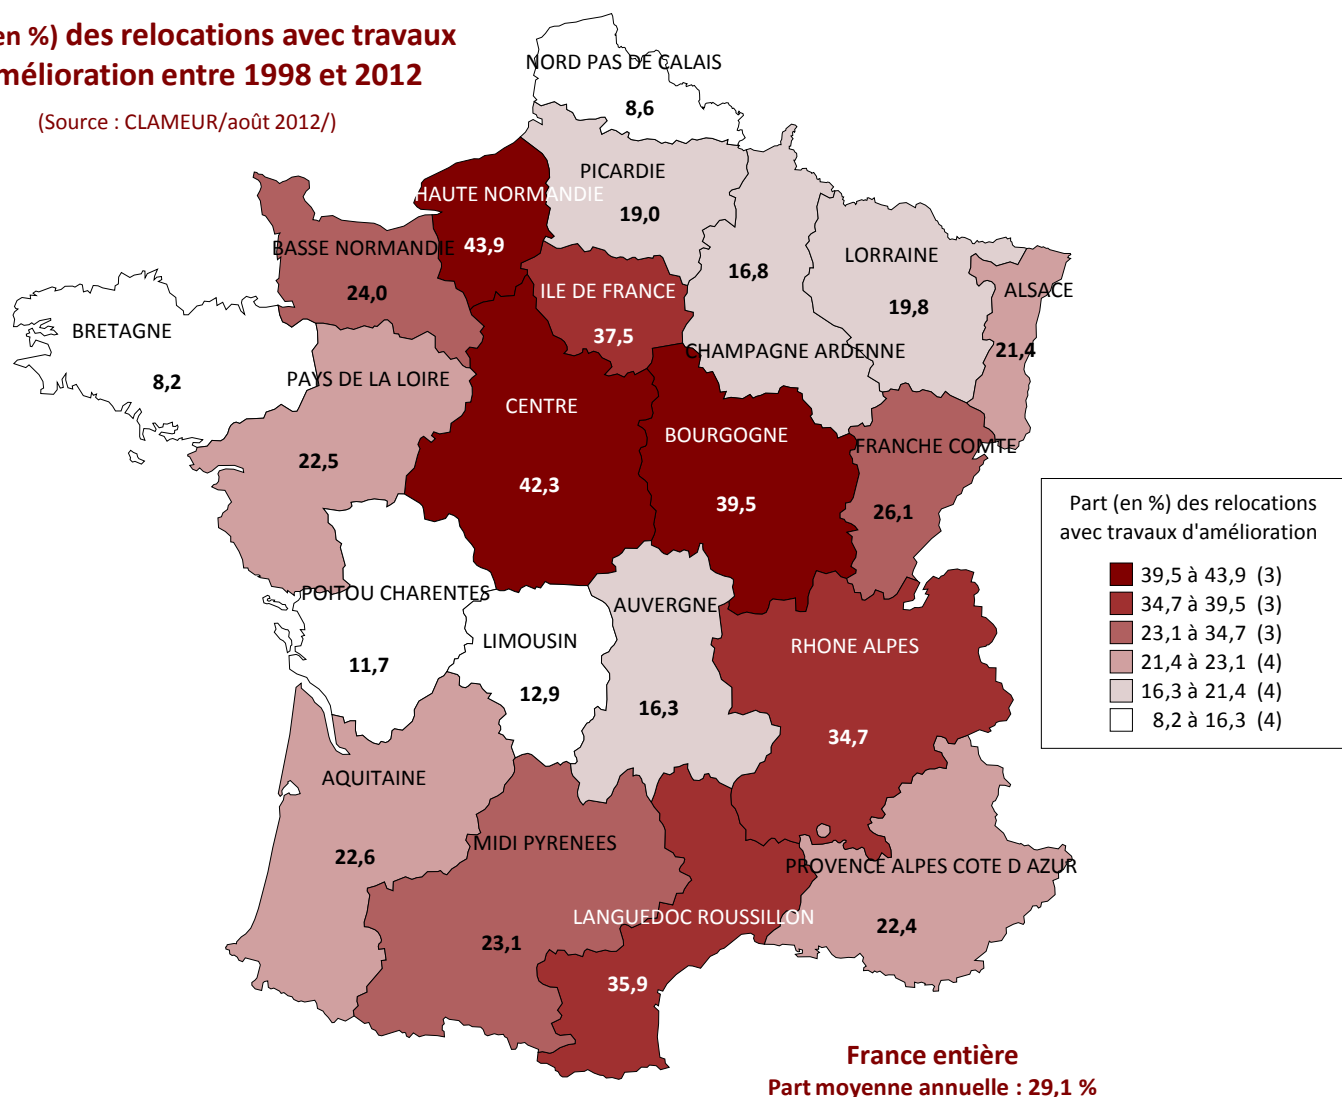 en %) des relocations avec travaux
mélioration entre 1998 et 2012
(Source : CLAMEUR/août 2012/)
NORD PAS DE CALAIS
8,6
PICARDIE
19,0
HAUTE NORMANDIE
43,9
BASSE NORMANDIE
24,0
16,8
CHAMPAGNE ARDENNE
LORRAINE
19,8
ALSACE
21,4
ILE DE FRANCE
37,5
BRETAGNE
8,2
PAYS DE LA LOIRE
22,5
CENTRE
42,3
BOURGOGNE
39,5
FRANCHE COMTE
26,1
POITOU CHARENTES
11,7
LIMOUSIN
12,9
AUVERGNE
16,3
RHONE ALPES
34,7
AQUITAINE
22,6
MIDI PYRENEES
23,1
LANGUEDOC ROUSSILLON
35,9
PROVENCE ALPES COTE D AZUR
22,4
Part (en %) des relocations
avec travaux d'amélioration
39,5 à 43,9 (3)
34,7 à 39,5 (3)
23,1 à 34,7 (3)
21,4 à 23,1 (4)
16,3 à 21,4 (4)
8,2 à 16,3 (4)
France entière
Part moyenne annuelle : 29,1 %